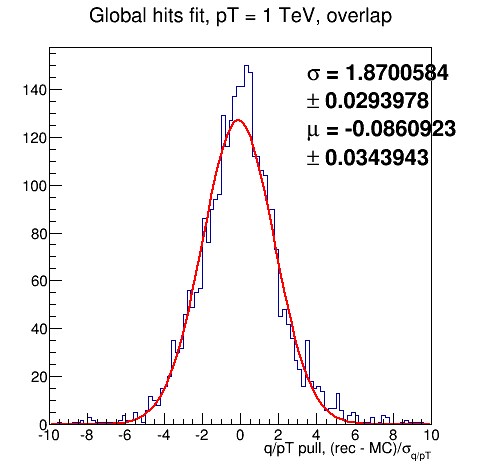 Global hits fit, pT = 1 TeV, overlap
σ = 1.8700584
± 0.0293978
μ = -0.0860923
± 0.0343943
140
120
100
80
60
40
20
0
-10 -8 -6 -4 -2 0 2 4 6 8 10
q/pT pull, (rec - MC)/σq/pT